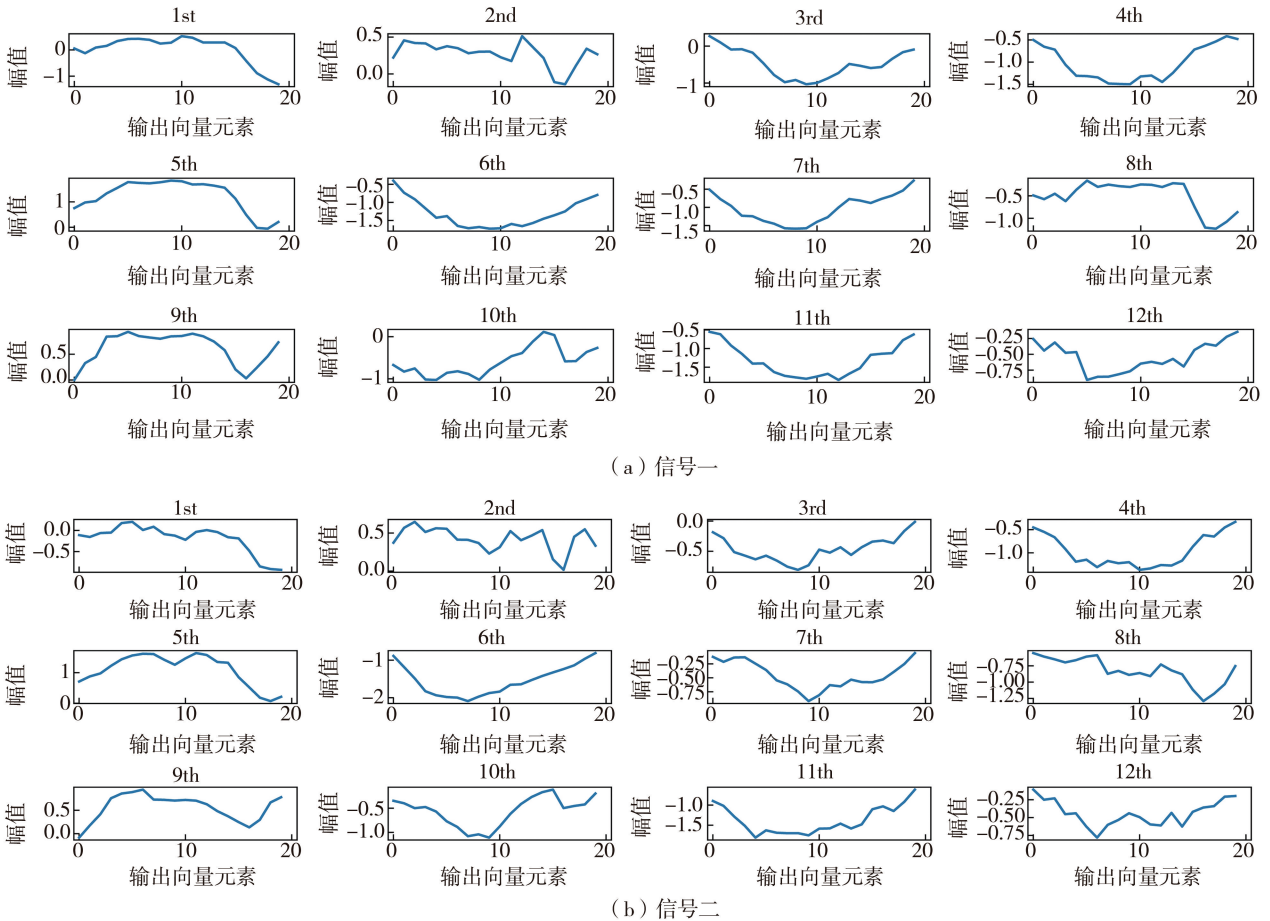 1st 2nd 3rd 4th
幅值 0 −1 幅值 0.5 0.0 幅值 0 −1 幅值 −0.5 −1.0 −1.5
0 10 20 0 10 20 0 10 20 0 10 20
输出向量元素 输出向量元素 输出向量元素 输出向量元素
5th 6th 7th 8th
幅值 1 0 幅值 −0.5 −1.0 −1.5 幅值 −0.5 −1.0 −1.5 幅值 −0.5 −1.0
0 10 20 0 10 20 0 10 20 0 10 20
输出向量元素 输出向量元素 输出向量元素 输出向量元素
9th 10th 11th 12th
幅值 0.5 0.0 幅值 0 −1 幅值 −0.5 −1.0 −1.5 幅值 −0.25 −0.50 −0.75
0 10 20 0 10 20 0 10 20 0 10 20
输出向量元素 输出向量元素 输出向量元素 输出向量元素
(a)信号一
1st 2nd 3rd 4th
幅值 0.0 −0.5 幅值 0.5 0.0 幅值 0.0 −0.5 幅值 −0.5 −1.0
0 10 20 0 10 20 0 10 20 0 10 20
输出向量元素 输出向量元素 输出向量元素 输出向量元素
5th 6th 7th 8th
幅值 1 0 幅值 −1 −2 幅值 −0.25 −0.50 −0.75 幅值 −0.75 −1.00 −1.25
0 10 20 0 10 20 0 10 20 0 10 20
输出向量元素 输出向量元素 输出向量元素 输出向量元素
9th 10th 11th 12th
幅值 0.5 0.0 幅值 −0.5 −1.0 幅值 −1.0 −1.5 幅值 −0.25 −0.50 −0.75
0 10 20 0 10 20 0 10 20 0 10 20
输出向量元素 输出向量元素 输出向量元素 输出向量元素
(b)信号二